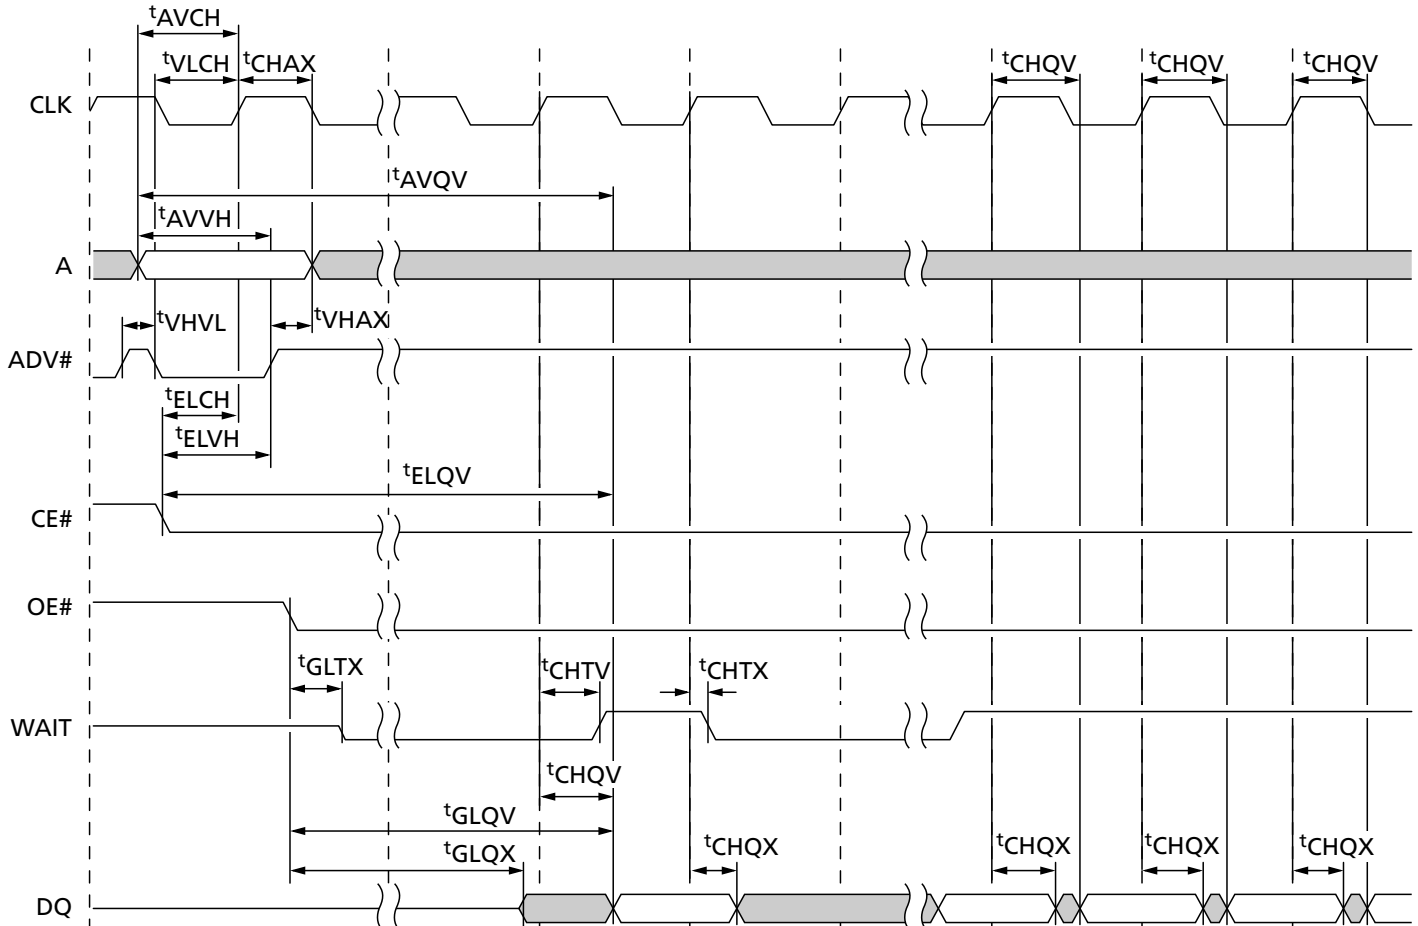 tAVCH
tVLCH tCHAX tCHQV tCHQV tCHQV
CLK
tAVQV
tAVVH
A
tVHVL tVHAX
ADV#
tELCH
tELVH
tELQV
CE#
OE#
tGLTX tCHTV tCHTX
WAIT
tCHQV
tGLQV
tGLQX tCHQX tCHQX tCHQX tCHQX
DQ